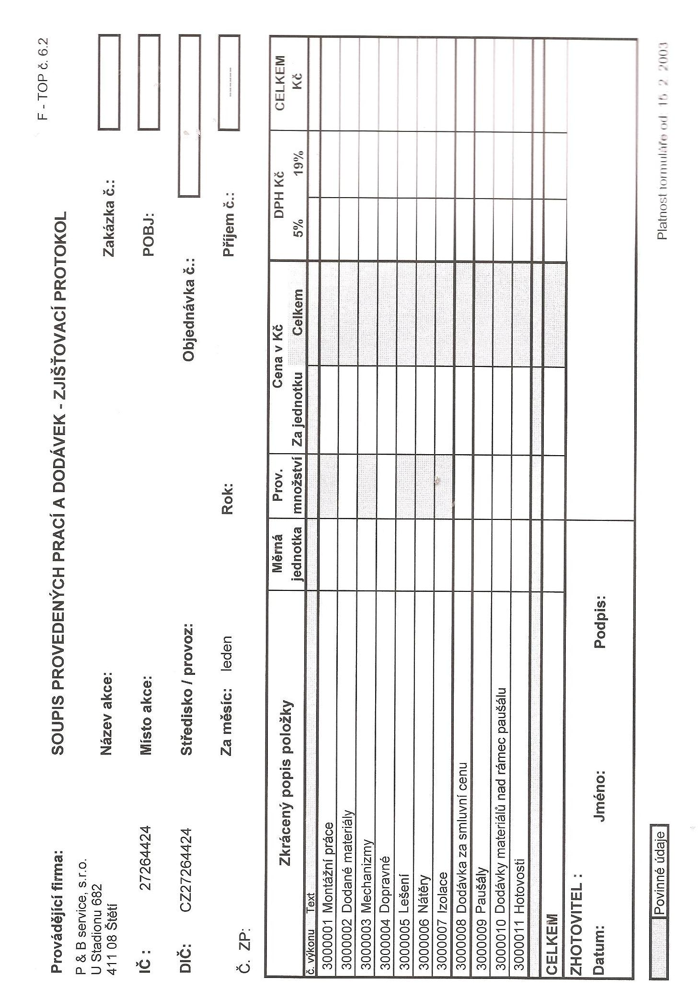 F - TOP č. 6.2
Provádějící firma:
SOUPIS PROVEDENÝCH PRACÍ A DODÁVEK - ZJIŠŤOVACÍ PROTOKOL
P & B service, s.r.o.
U Stadionu 682
411 08 Štětí
Název akce:
Zakázka č.:
IČ : 27264424
Místo akce:
POBJ:
DIČ: CZ27264424
Středisko / provoz:
Objednávka č.:
Č. ZP:
Za měsíc: leden
Rok:
Příjem č.: ------
Zkrácený popis položky
Měrná jednotka
Prov. množství
Cena v Kč
Za jednotku
Celkem
DPH Kč
5%
19%
CELKEM Kč
č. výkonu Text
3000001 Montážní práce
3000002 Dodané materiály
3000003 Mechanizmy
3000004 Dopravné
3000005 Lešení
3000006 Nátěry
3000007 Izolace
3000008 Dodávka za smluvní cenu
3000009 Paušály
3000010 Dodávky materiálů nad rámec paušálu
3000011 Hotovosti
CELKEM
ZHOTOVITEL :
Datum: Jméno: Podpis:
Povinné údaje
Platnost formuláře od: 15. 2. 2003